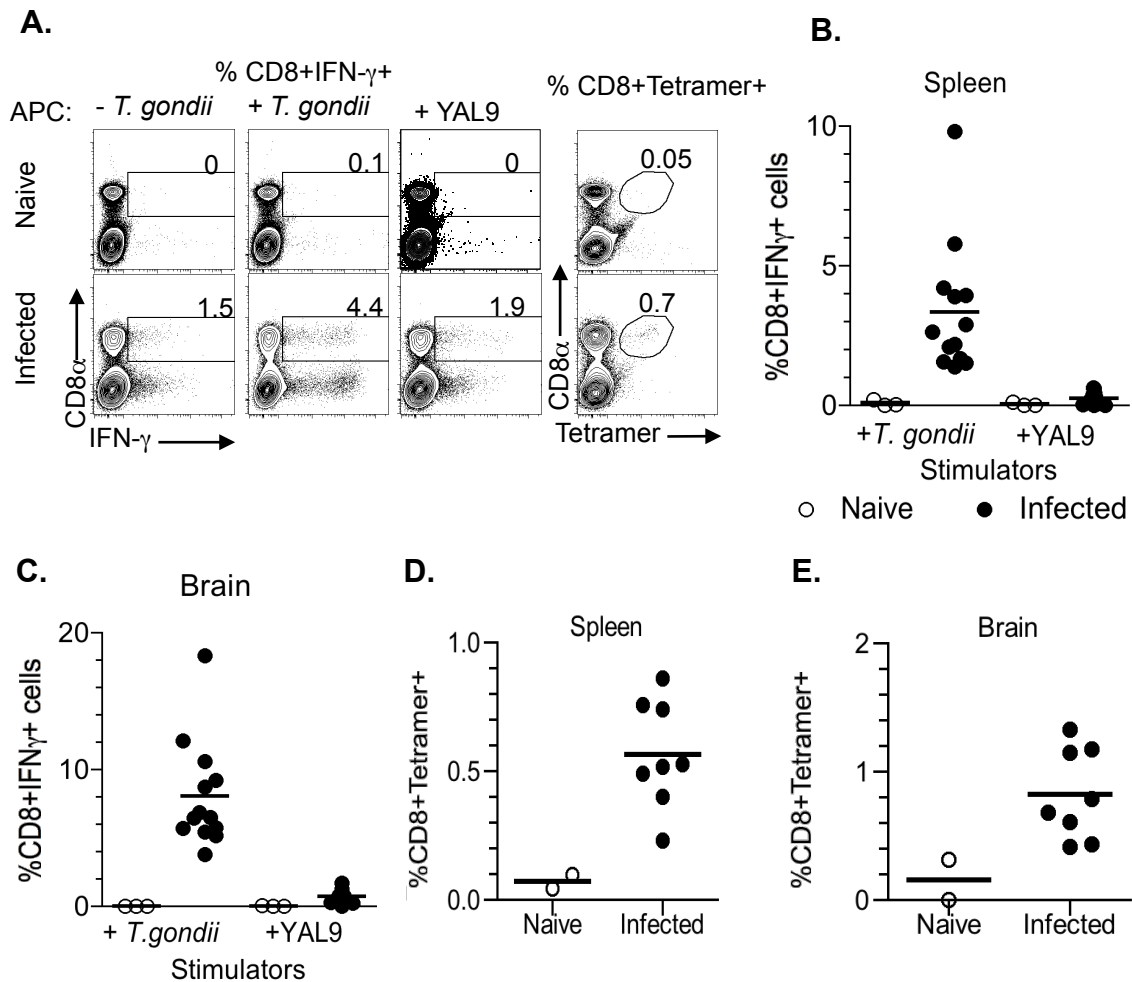 A.
% CD8+IFN-γ+
% CD8+Tetramer+
APC: - T. gondii + T. gondii + YAL9
Naive
0
0.1
0
0.05
Infected
1.5
4.4
1.9
0.7
CD8α
IFN-γ
CD8α
Tetramer
B.
Spleen
%CD8+IFNγ+ cells
10
5
0
+T. gondii +YAL9
Stimulators
Naive Infected
C.
Brain
%CD8+IFNγ+ cells
20
10
0
+ T.gondii +YAL9
Stimulators
D.
Spleen
%CD8+Tetramer+
1.0
0.5
0.0
Naive Infected
E.
Brain
%CD8+Tetramer+
2
1
0
Naive Infected